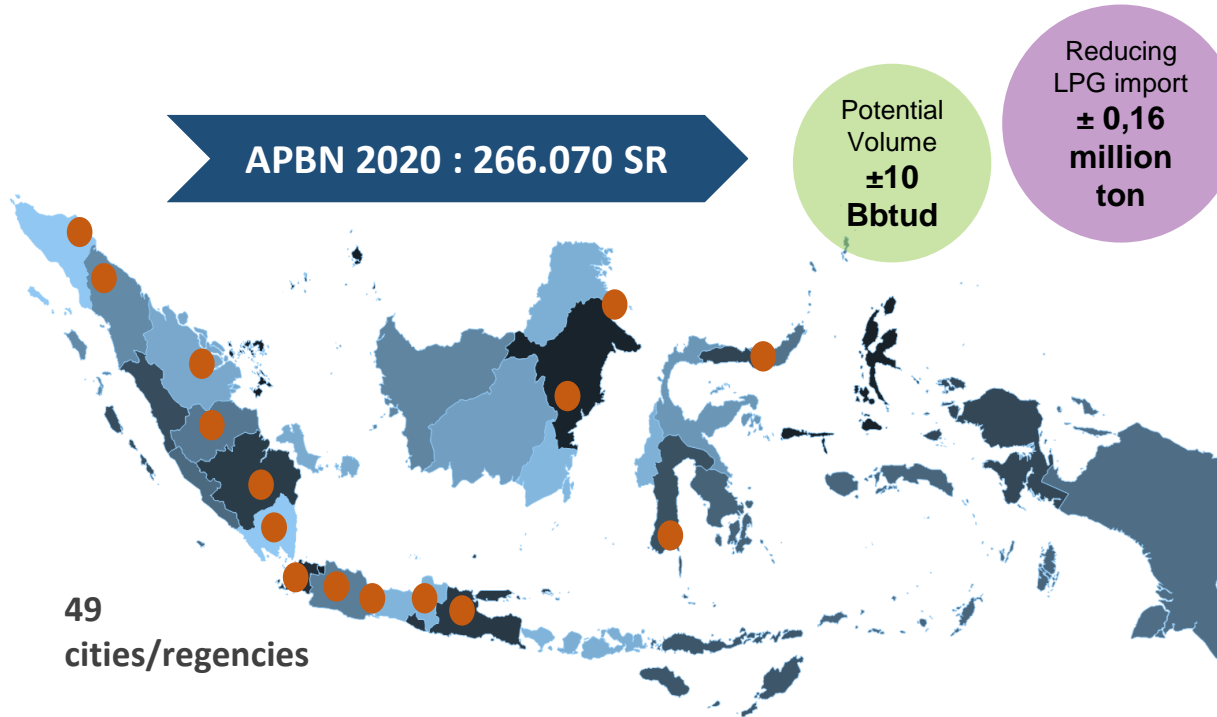 APBN 2020 : 266.070 SR
Potential
Volume
±10
Bbtud
Reducing
LPG import
± 0,16
million
ton
49
cities/regencies